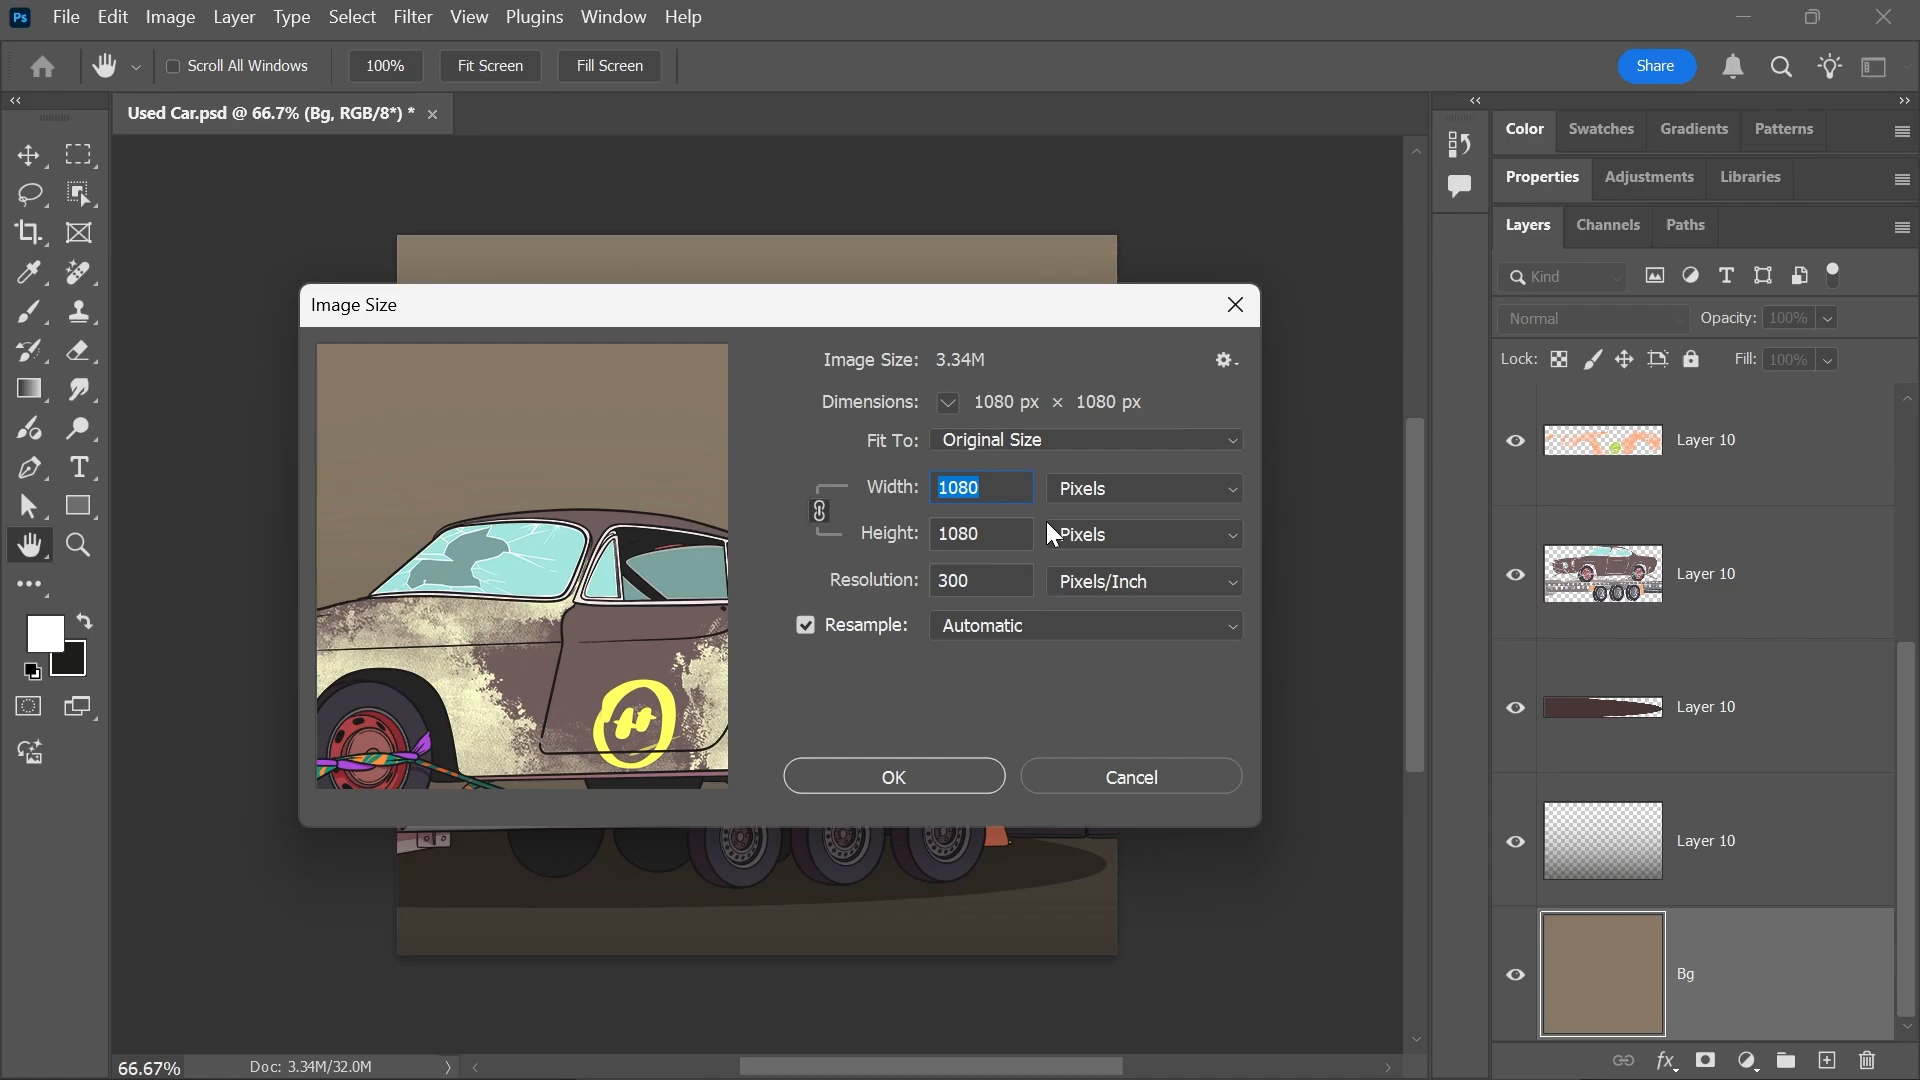 Ps File Edit Image Layer Type Select Filter View Plugins Window Help
Scroll All Windows 100% Fit Screen Fill Screen Share
Used Car.psd @ 66.7% (Bg, RGB/8*) *
Color Swatches Gradients Patterns
Properties Adjustments Libraries
Layers Channels Paths
Kind
Normal Opacity: 100%
Lock: Fill: 100%
Image Size
Image Size: 3.34M
Dimensions: 1080 px × 1080 px
Fit To: Original Size
Width: 1080 Pixels
Height: 1080 Pixels
Resolution: 300 Pixels/Inch
Resample: Automatic
OK Cancel
Layer 10
Layer 10
Layer 10
Layer 10
Bg
66.67% Doc: 3.34M/32.0M
fx